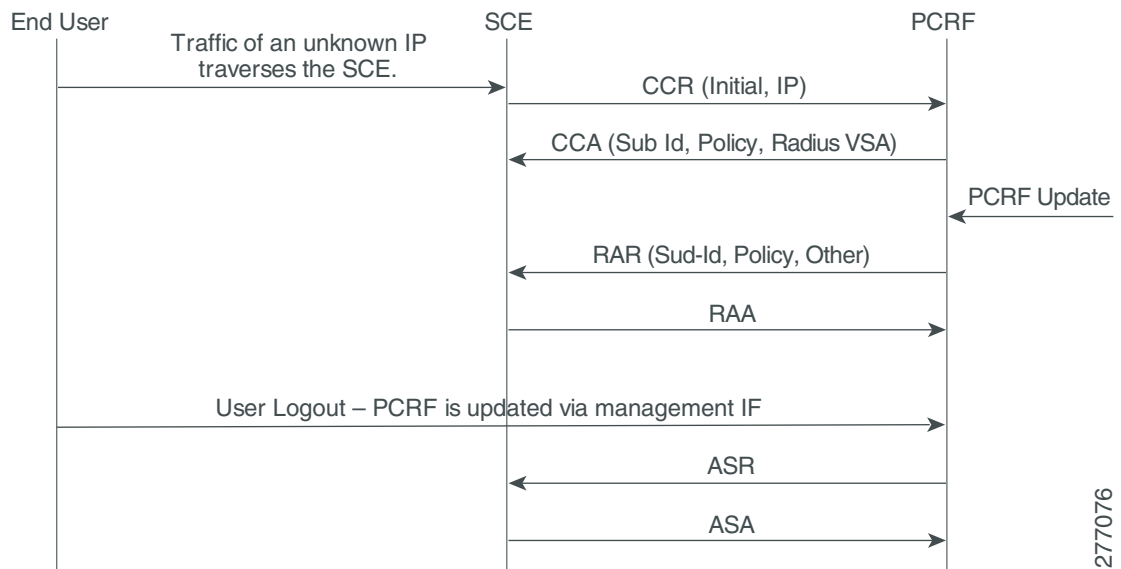 End User
SCE
PCRF
Traffic of an unknown IP
traverses the SCE.
CCR (Initial, IP)
CCA (Sub Id, Policy, Radius VSA)
PCRF Update
RAR (Sud-Id, Policy, Other)
RAA
User Logout – PCRF is updated via management IF
ASR
ASA
277076